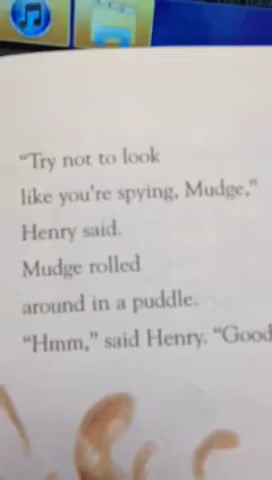 "Try not to look
like you're spying, Mudge,"
Henry said.
Mudge rolled
around in a puddle.
"Hmm," said Henry. "Good